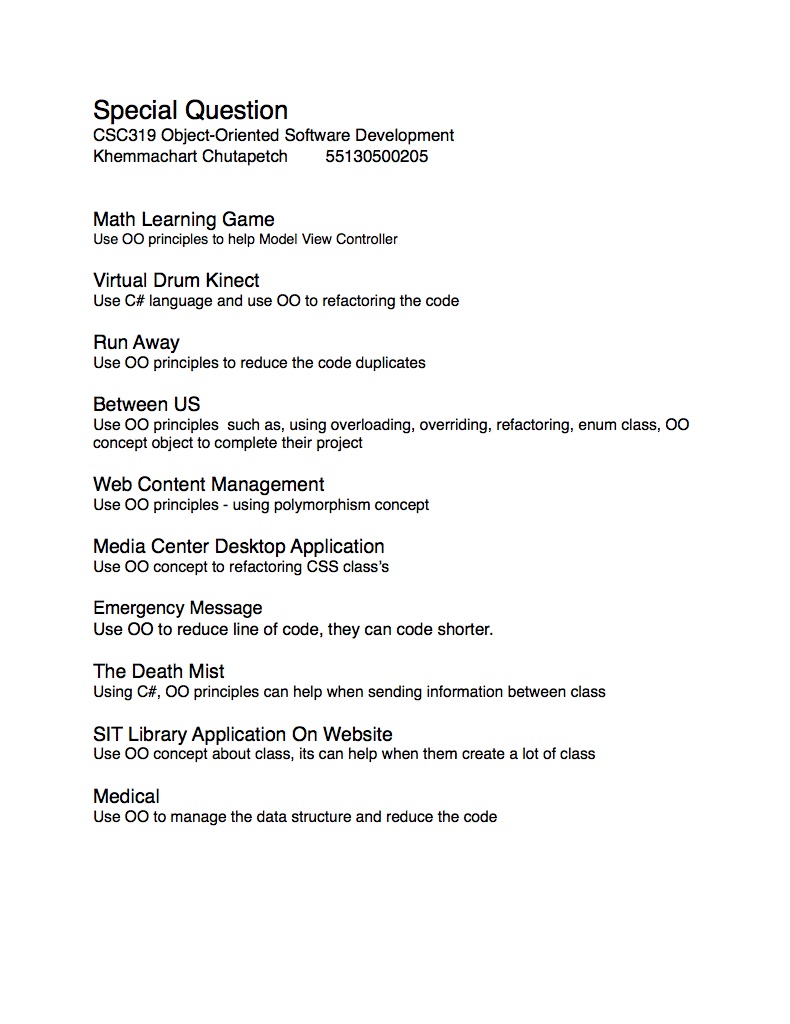 Special Question
CSC319 Object-Oriented Software Development
Khemmachart Chutapetch 55130500205
Math Learning Game
Use OO principles to help Model View Controller
Virtual Drum Kinect
Use C# language and use OO to refactoring the code
Run Away
Use OO principles to reduce the code duplicates
Between US
Use OO principles  such as, using overloading, overriding, refactoring, enum class, OO
concept object to complete their project
Web Content Management
Use OO principles - using polymorphism concept
Media Center Desktop Application
Use OO concept to refactoring CSS class’s
Emergency Message
Use OO to reduce line of code, they can code shorter.
The Death Mist
Using C#, OO principles can help when sending information between class
SIT Library Application On Website
Use OO concept about class, its can help when them create a lot of class
Medical
Use OO to manage the data structure and reduce the code